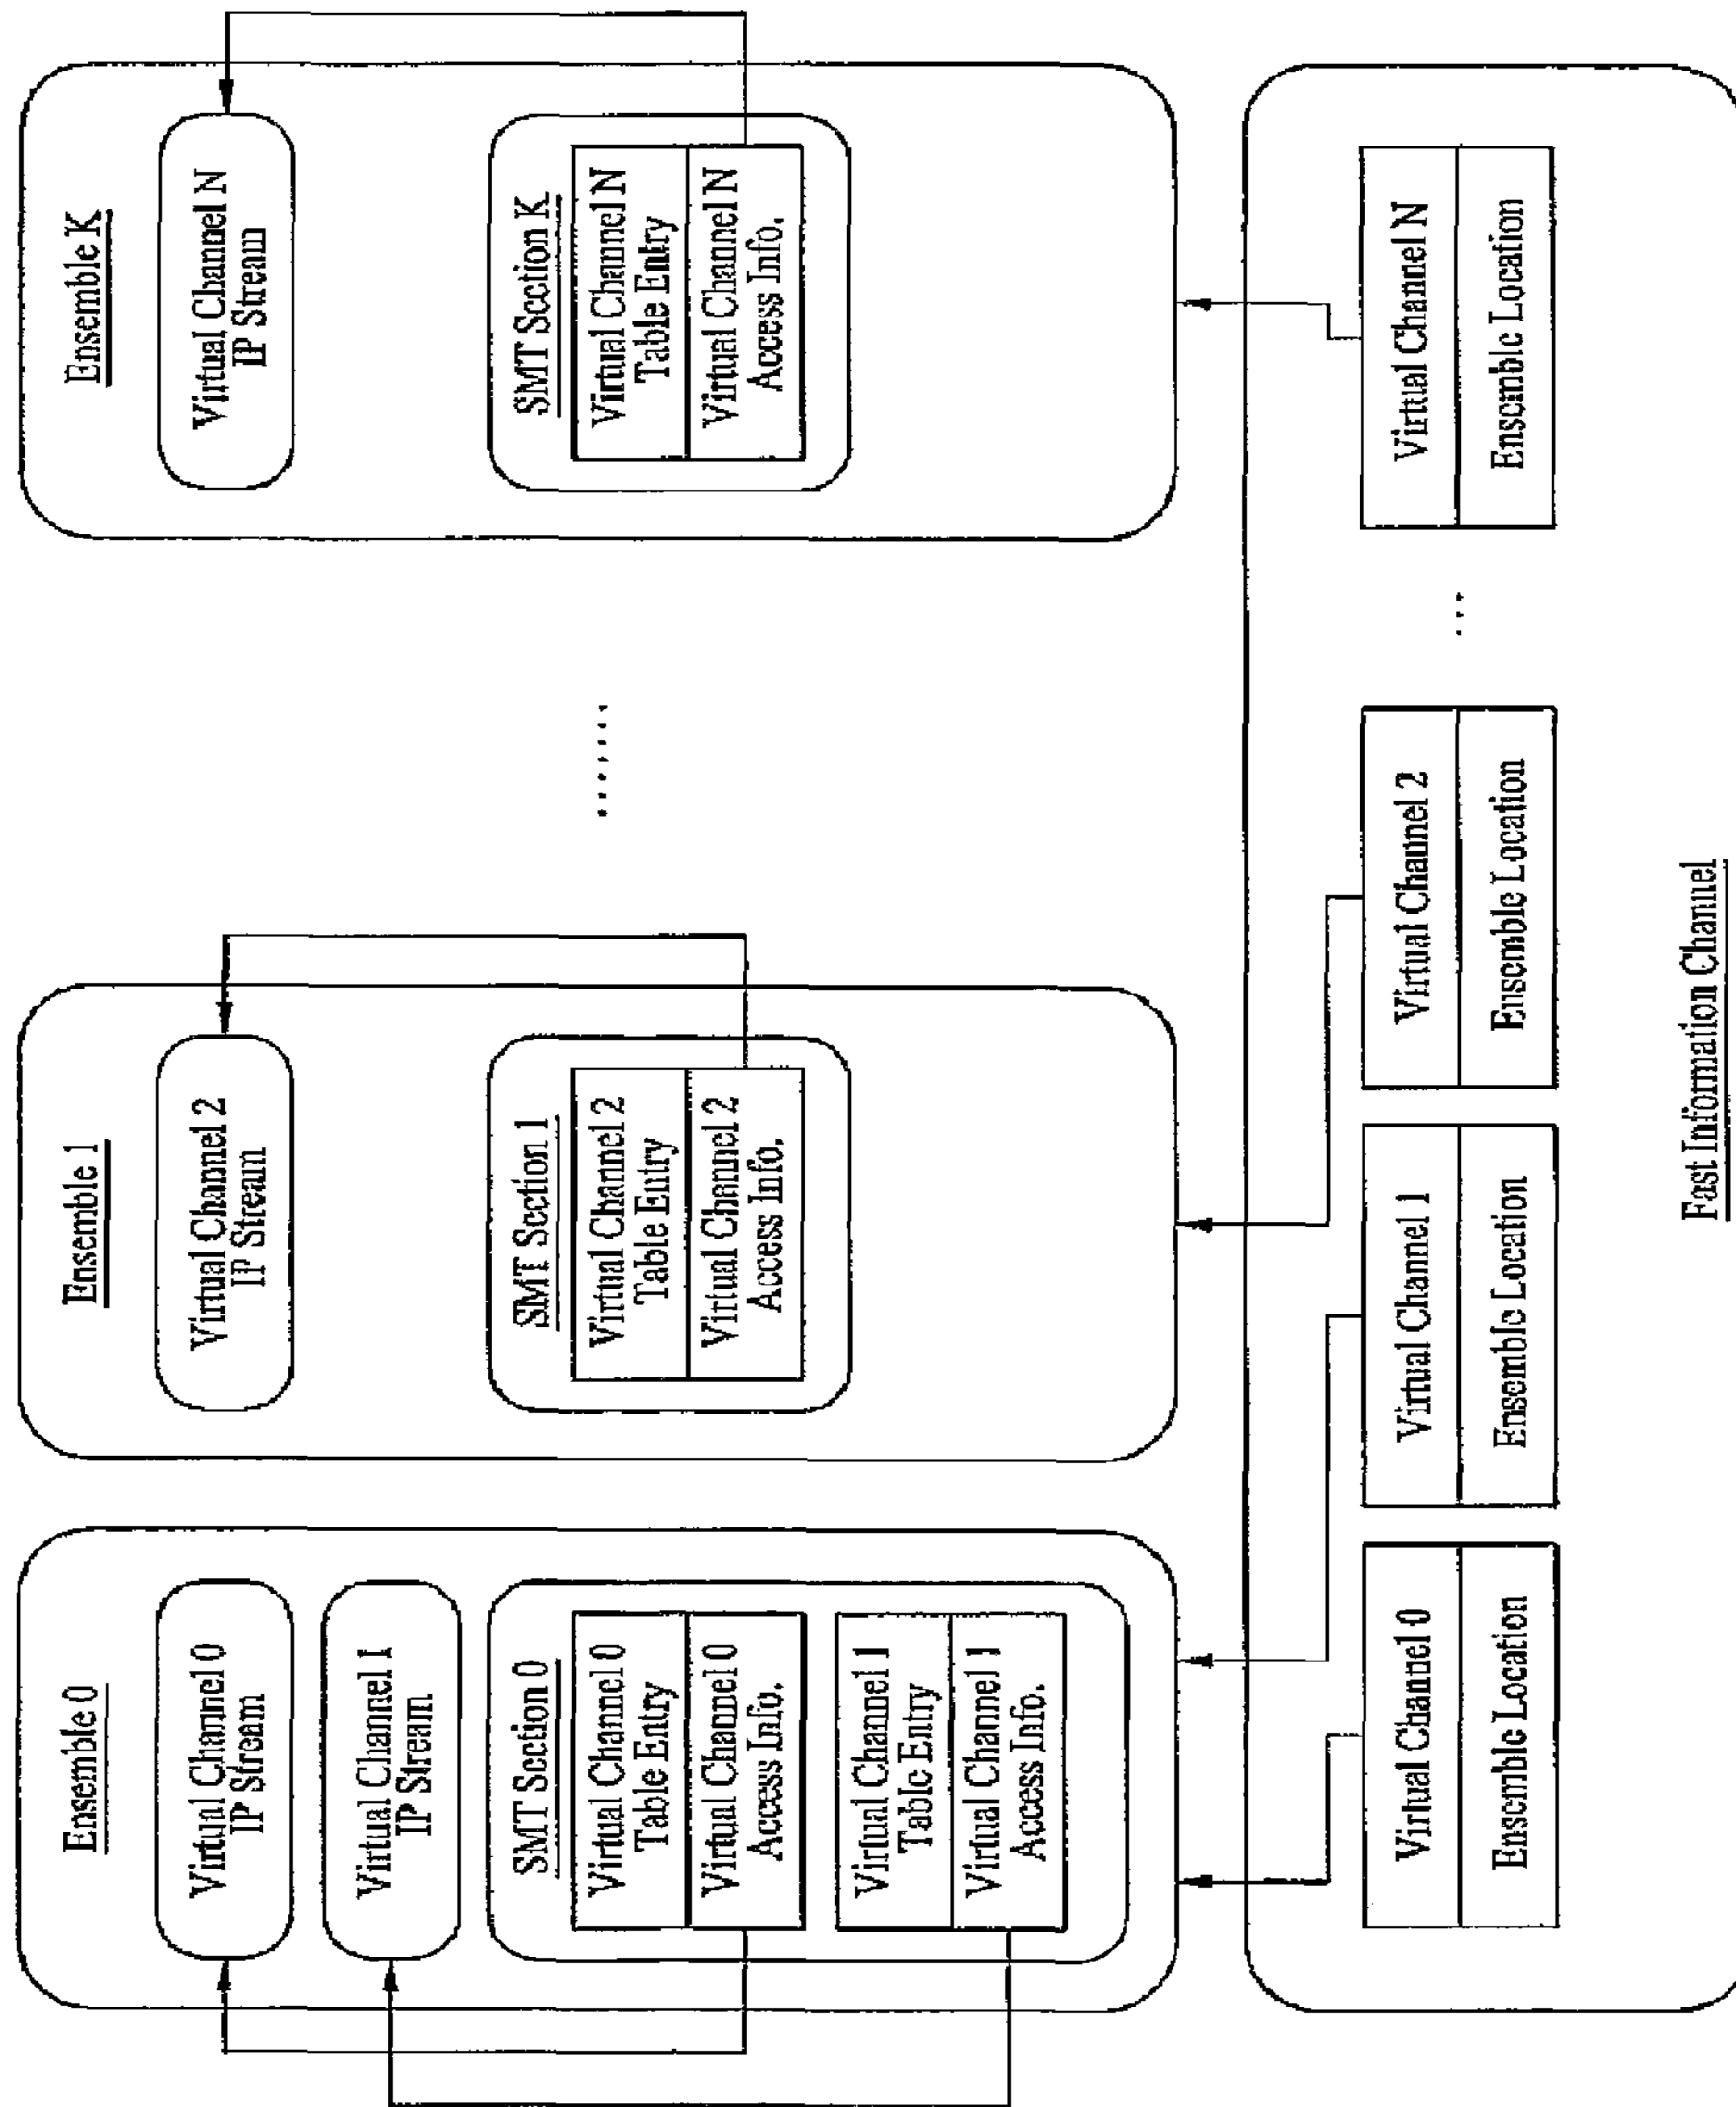 Ensemble 0
Virtual Channel 0
IP Stream
Virtual Channel 1
IP Stream
SMT Section 0
Virtual Channel 0
Table Entry
Virtual Channel 0
Access Info.
Virtual Channel 1
Table Entry
Virtual Channel 1
Access Info.
Ensemble 1
Virtual Channel 2
IP Stream
SMT Section 1
Virtual Channel 2
Table Entry
Virtual Channel 2
Access Info.
.......
Ensemble K
Virtual Channel N
IP Stream
SMT Section K
Virtual Channel N
Table Entry
Virtual Channel N
Access Info.
Virtual Channel 0
Ensemble Location
Virtual Channel 1
Ensemble Location
Virtual Channel 2
Ensemble Location
...
Virtual Channel N
Ensemble Location
Fast Information Channel